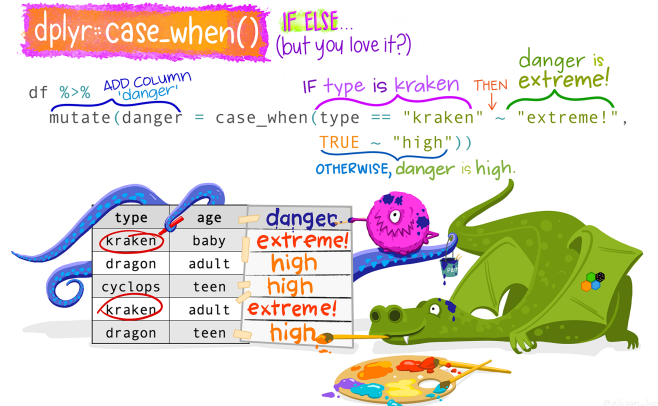 dplyr::case_when()
IF ELSE...
(but you love it?)
df %>%
ADD COLUMN
'danger'
IF type is kraken
THEN
danger is
extreme!
mutate(danger = case_when(type == "kraken" ~ "extreme!",
TRUE ~ "high"))
OTHERWISE, danger is high.
type age danger
kraken baby extreme!
dragon adult high
cyclops teen high
kraken adult extreme!
dragon teen high